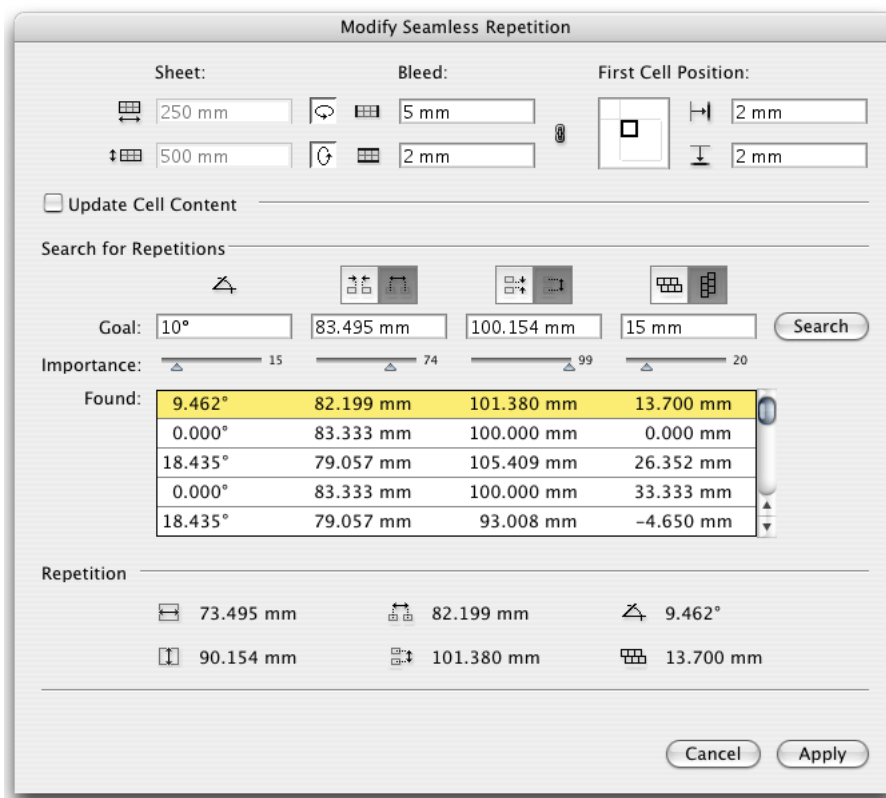 Modify Seamless Repetition
Sheet: Bleed: First Cell Position:
250 mm 5 mm 2 mm
500 mm 2 mm 2 mm
Update Cell Content
Search for Repetitions
Goal: 10° 83.495 mm 100.154 mm 15 mm Search
Importance: 15 74 99 20
Found: 9.462° 82.199 mm 101.380 mm 13.700 mm
0.000° 83.333 mm 100.000 mm 0.000 mm
18.435° 79.057 mm 105.409 mm 26.352 mm
0.000° 83.333 mm 100.000 mm 33.333 mm
18.435° 79.057 mm 93.008 mm -4.650 mm
Repetition
73.495 mm 82.199 mm 9.462°
90.154 mm 101.380 mm 13.700 mm
Cancel Apply